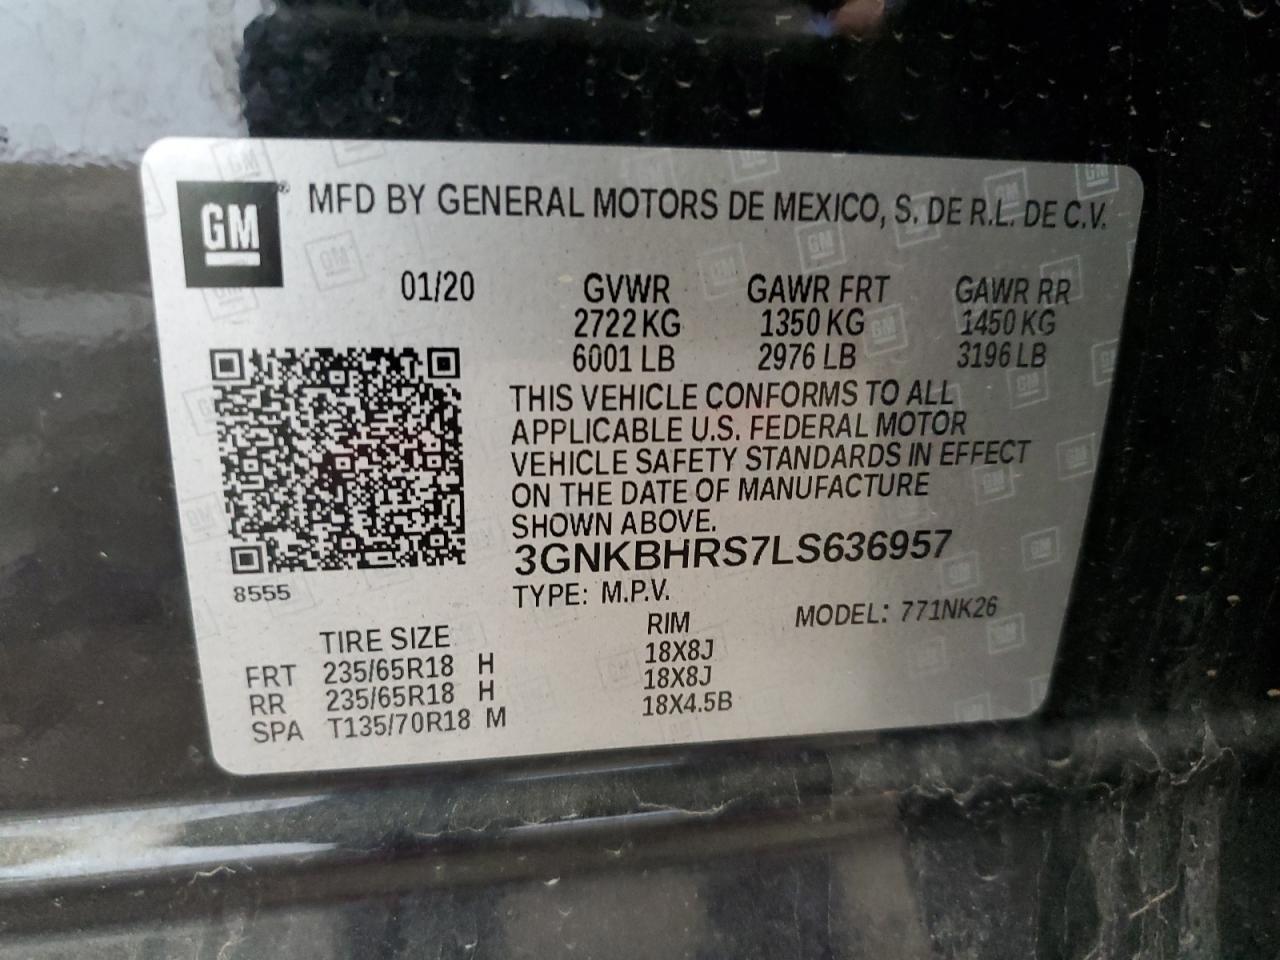 GM® MFD BY GENERAL MOTORS DE MEXICO, S. DE R.L. DE C.V.
01/20 GVWR GAWR FRT GAWR RR
2722 KG 1350 KG 1450 KG
6001 LB 2976 LB 3196 LB
THIS VEHICLE CONFORMS TO ALL
APPLICABLE U.S. FEDERAL MOTOR
VEHICLE SAFETY STANDARDS IN EFFECT
ON THE DATE OF MANUFACTURE
SHOWN ABOVE.
3GNKBHRS7LS636957
8555
TYPE: M.P.V.
MODEL: 771NK26
TIRE SIZE RIM
FRT 235/65R18 H 18X8J
RR 235/65R18 H 18X8J
SPA T135/70R18 M 18X4.5B